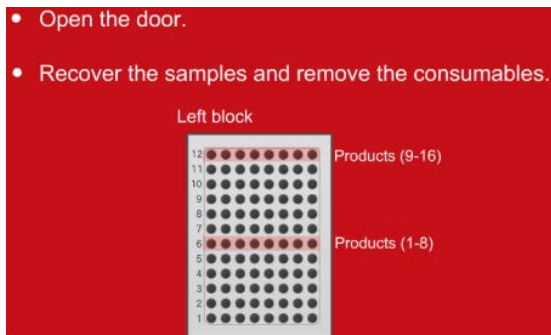 • Open the door.
• Recover the samples and remove the consumables.
Left block
12 Products (9-16)
11
10
9
8
7
6 Products (1-8)
5
4
3
2
1